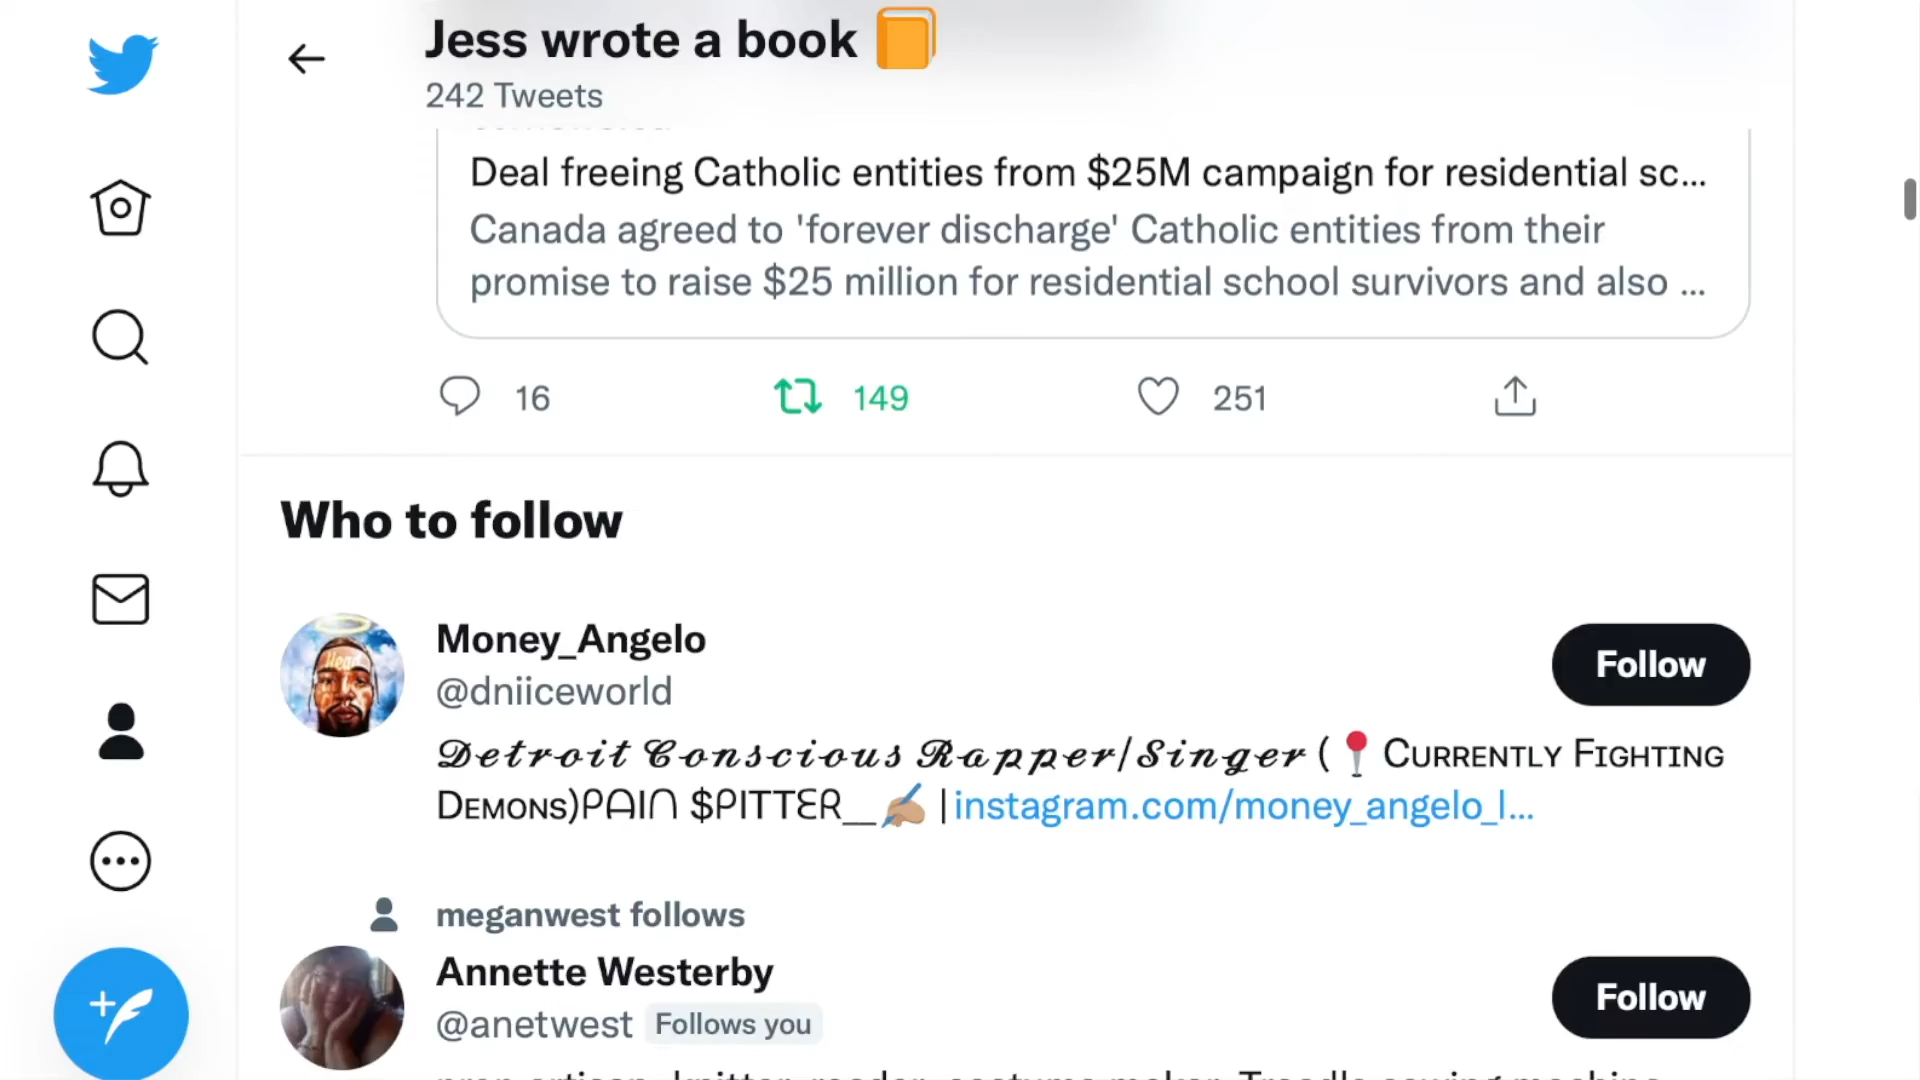 Jess wrote a book
242 Tweets
Deal freeing Catholic entities from $25M campaign for residential sc...
Canada agreed to 'forever discharge' Catholic entities from their
promise to raise $25 million for residential school survivors and also ...
16 149 251
Who to follow
Money_Angelo
@dniiceworld
Follow
𝓓𝓮𝓽𝓻𝓸𝓲𝓽 𝓒𝓸𝓷𝓼𝓬𝓲𝓸𝓾𝓼 𝓡𝓪𝓹𝓹𝓮𝓻/𝓢𝓲𝓷𝓰𝓮𝓻 (📍 Cᴜʀʀᴇɴᴛʟʏ Fɪɢʜᴛɪɴɢ
Dᴇᴍᴏɴs)ᑭᗩIᑎ $ᑭITTᕮᖇ__✍🏼 |instagram.com/money_angelo_l...
meganwest follows
Annette Westerby
@anetwest Follows you
Follow